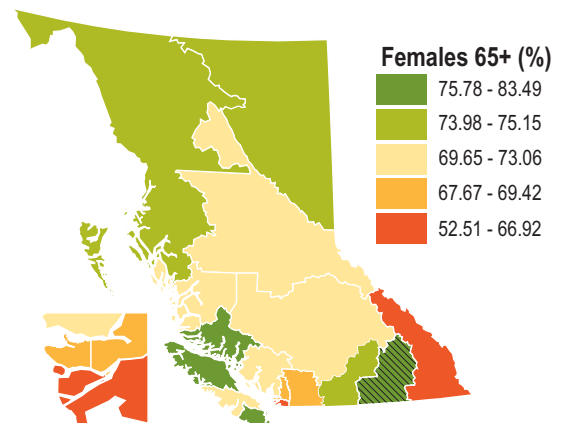 Females 65+ (%)
75.78 - 83.49
73.98 - 75.15
69.65 - 73.06
67.67 - 69.42
52.51 - 66.92